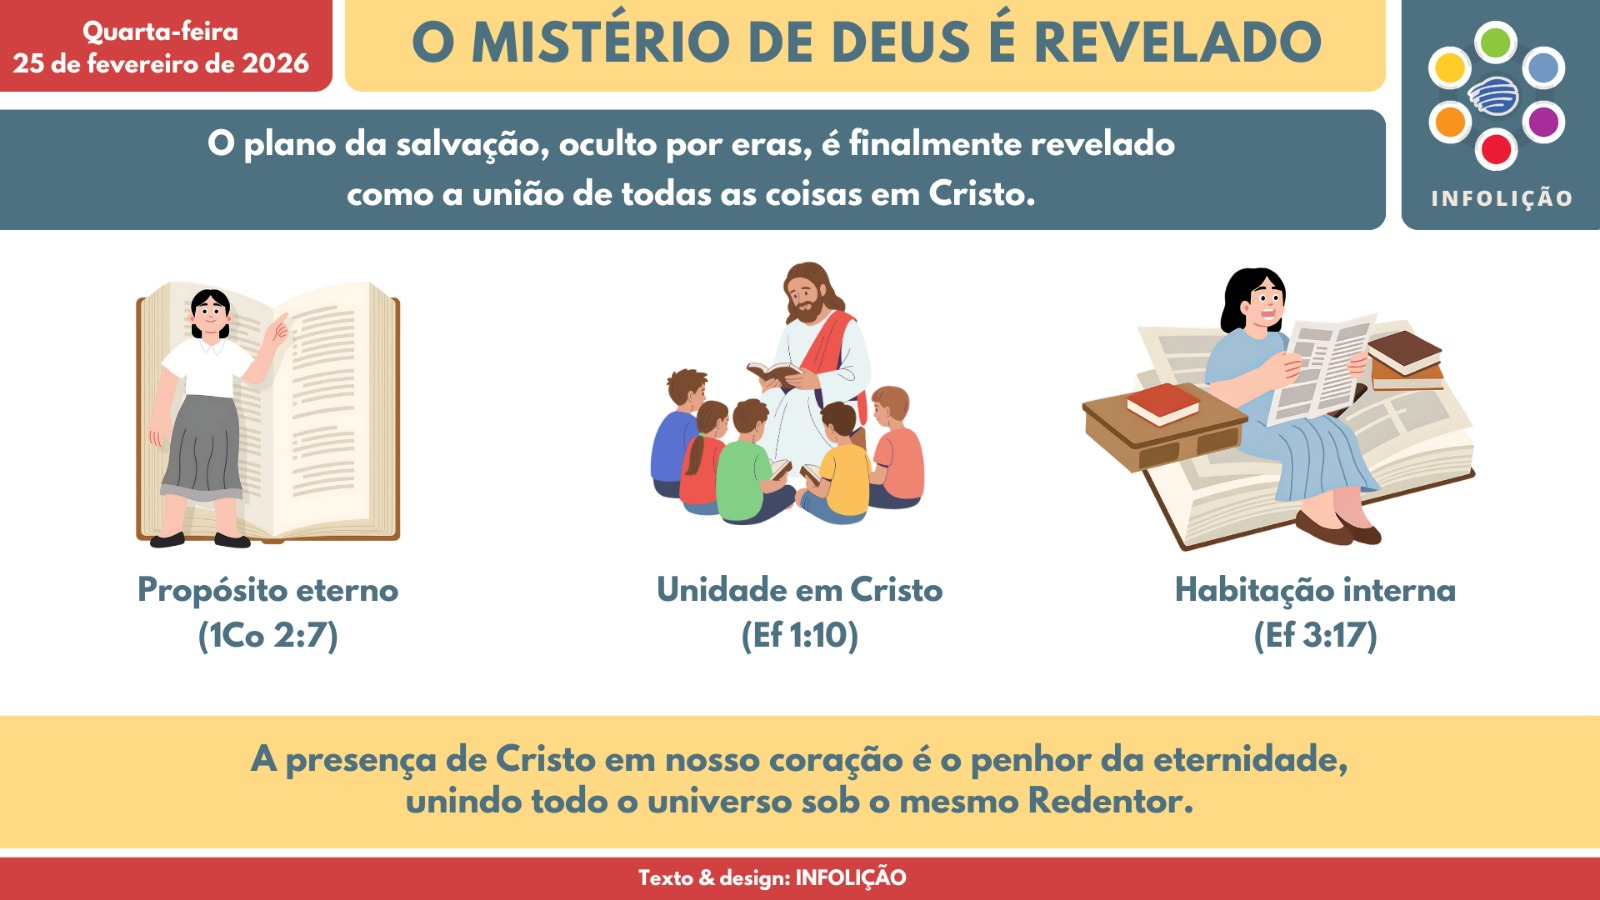 Quarta-feira
25 de fevereiro de 2026
O MISTÉRIO DE DEUS É REVELADO
O plano da salvação, oculto por eras, é finalmente revelado
como a união de todas as coisas em Cristo.
INFOLIÇÃO
Propósito eterno
(1Co 2:7)
Unidade em Cristo
(Ef 1:10)
Habitação interna
(Ef 3:17)
A presença de Cristo em nosso coração é o penhor da eternidade,
unindo todo o universo sob o mesmo Redentor.
Texto & design: INFOLIÇÃO